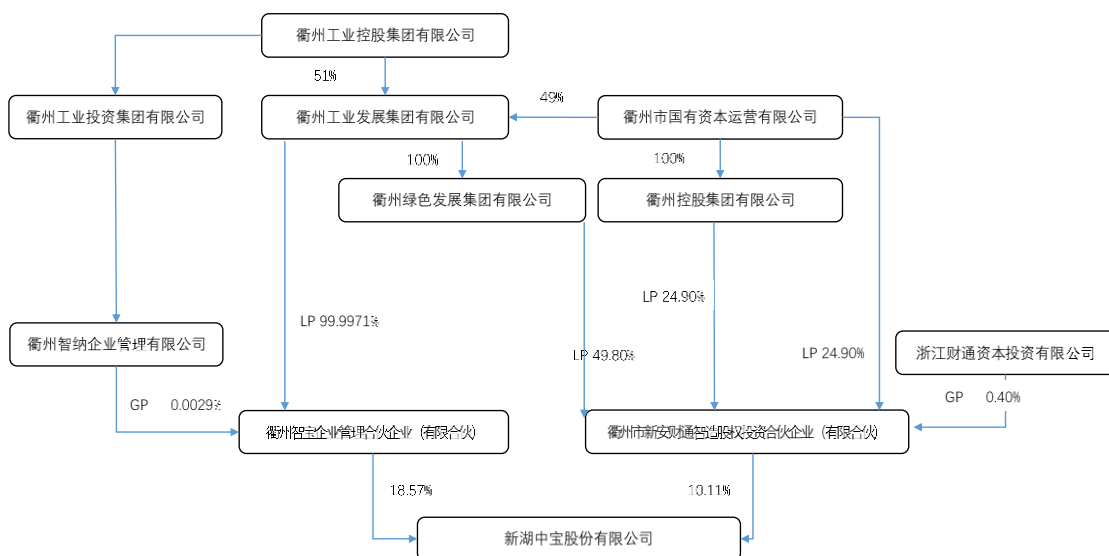 衢州工业控股集团有限公司
51%
衢州工业投资集团有限公司
衢州工业发展集团有限公司
49%
衢州市国有资本运营有限公司
100%
100%
衢州绿色发展集团有限公司
衢州控股集团有限公司
LP 24.90%
LP 99.9971%
衢州智纳企业管理有限公司
LP 49.80%
LP 24.90%
浙江财通资本投资有限公司
GP 0.0029%
GP 0.40%
衢州智宝企业管理合伙企业（有限合伙）
衢州市新安财通智造股权投资合伙企业（有限合伙）
18.57%
10.11%
新湖中宝股份有限公司